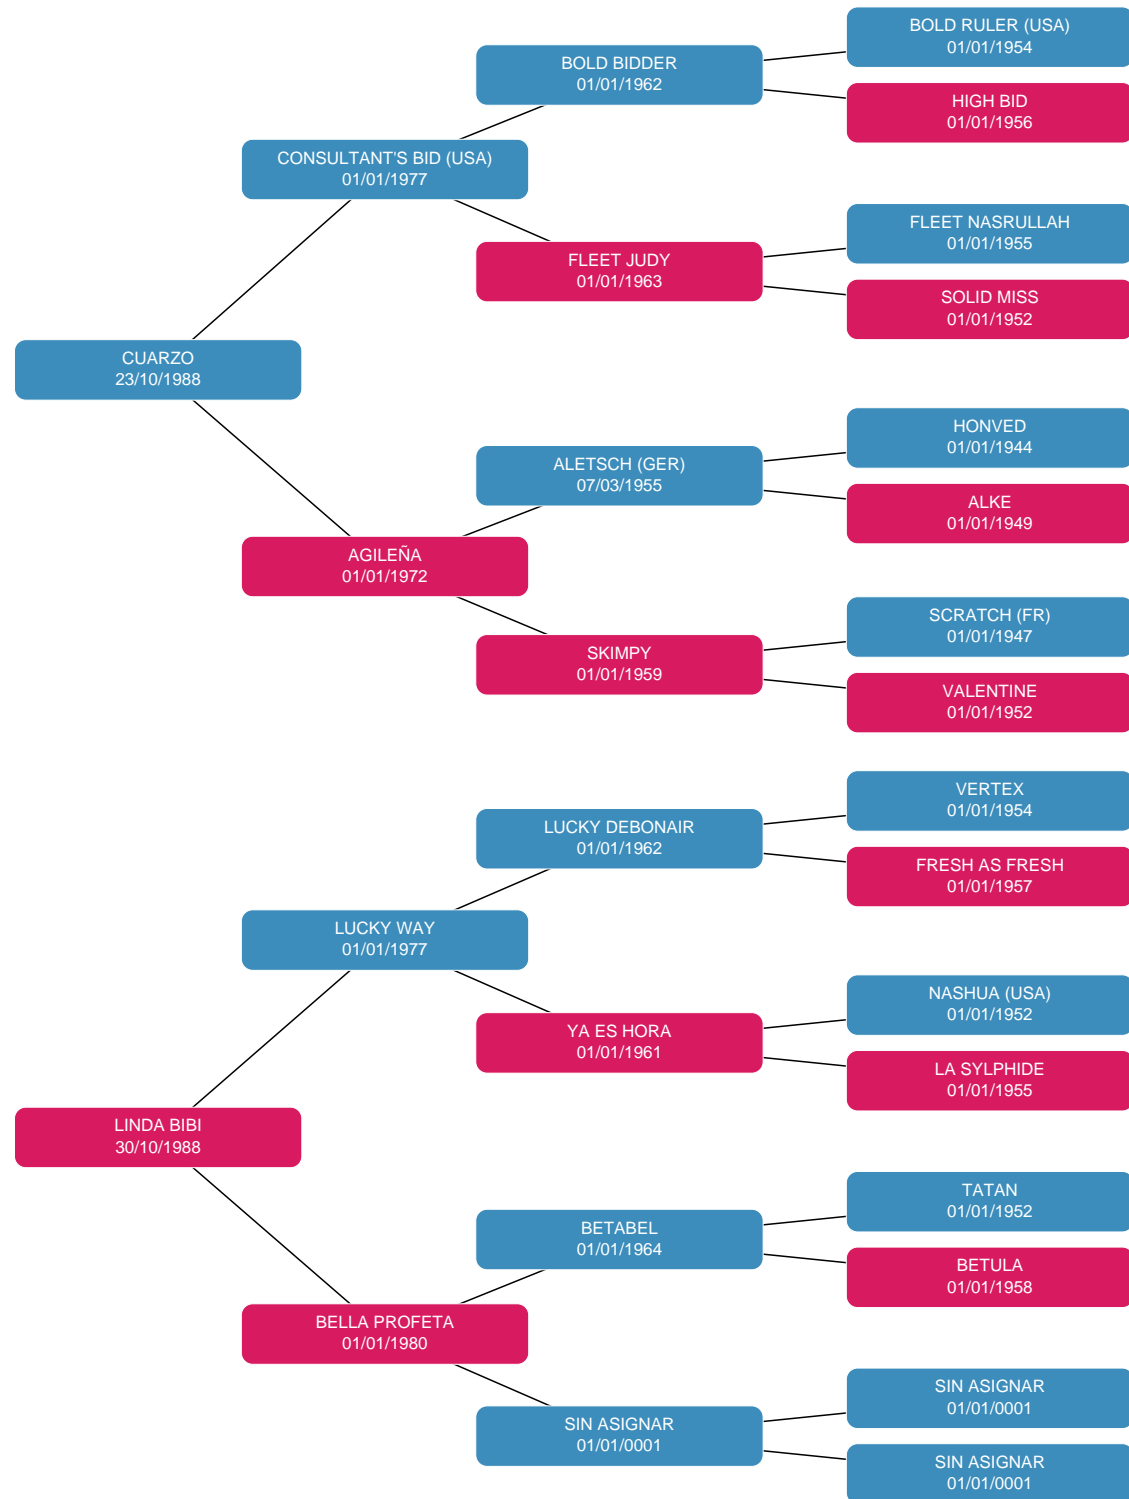 BOLD RULER (USA)
01/01/1954
BOLD BIDDER
01/01/1962
HIGH BID
01/01/1956
CONSULTANT'S BID (USA)
01/01/1977
FLEET NASRULLAH
01/01/1955
FLEET JUDY
01/01/1963
SOLID MISS
01/01/1952
CUARZO
23/10/1988
HONVED
01/01/1944
ALETSCH (GER)
07/03/1955
ALKE
01/01/1949
AGILEÑA
01/01/1972
SCRATCH (FR)
01/01/1947
SKIMPY
01/01/1959
VALENTINE
01/01/1952
VERTEX
01/01/1954
LUCKY DEBONAIR
01/01/1962
FRESH AS FRESH
01/01/1957
LUCKY WAY
01/01/1977
NASHUA (USA)
01/01/1952
YA ES HORA
01/01/1961
LA SYLPHIDE
01/01/1955
LINDA BIBI
30/10/1988
TATAN
01/01/1952
BETABEL
01/01/1964
BETULA
01/01/1958
BELLA PROFETA
01/01/1980
SIN ASIGNAR
01/01/0001
SIN ASIGNAR
01/01/0001
SIN ASIGNAR
01/01/0001